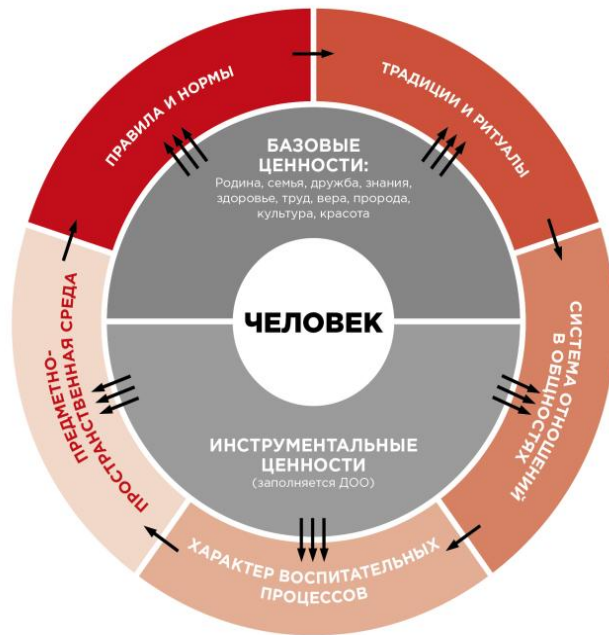 ПРАВИЛА И НОРМЫ
ТРАДИЦИИ И РИТУАЛЫ
БАЗОВЫЕ
ЦЕННОСТИ:
Родина, семья, дружба, знания,
здоровье, труд, вера, пророда,
культура, красота
ЧЕЛОВЕК
СИСТЕМА ОТНОШЕНИЙ
В ОБЩНОСТЯХ
ПРЕДМЕТНО-
ПРОСТРАНСТВЕННАЯ СРЕДА
ИНСТРУМЕНТАЛЬНЫЕ
ЦЕННОСТИ
(заполняется ДОО)
ХАРАКТЕР ВОСПИТАТЕЛЬНЫХ
ПРОЦЕССОВ